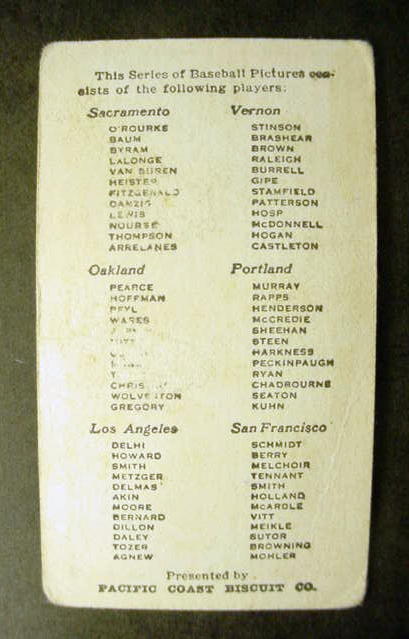 This Series of Baseball Pictures con-
sists of the following players:
Sacramento
O'ROURKE
BAUM
BYRAM
LALONGE
VAN BUREN
HEISTER
FITZGERALD
DANZIG
LEWIS
NOURSE
THOMPSON
ARRELANES
Vernon
STINSON
BRASHEAR
BROWN
RALEIGH
BURRELL
GIPE
STAMFIELD
PATTERSON
HOSP
McDONNELL
HOGAN
CASTLETON
Oakland
PEARCE
HOFFMAN
PFYL
WARES
WOLVERTON
GREGORY
Portland
MURRAY
RAPPS
HENDERSON
McCREDIE
SHEEHAN
STEEN
HARKNESS
PECKINPAUGH
RYAN
CHADBOURNE
SEATON
KUHN
Los Angeles
DELHI
HOWARD
SMITH
METZGER
DELMAS
AKIN
MOORE
BERNARD
DILLON
DALEY
TOZER
AGNEW
San Francisco
SCHMIDT
BERRY
MELCHOIR
TENNANT
SMITH
HOLLAND
McARDLE
VITT
MEIKLE
SUTOR
BROWNING
MOHLER
Presented by
PACIFIC COAST BISCUIT CO.